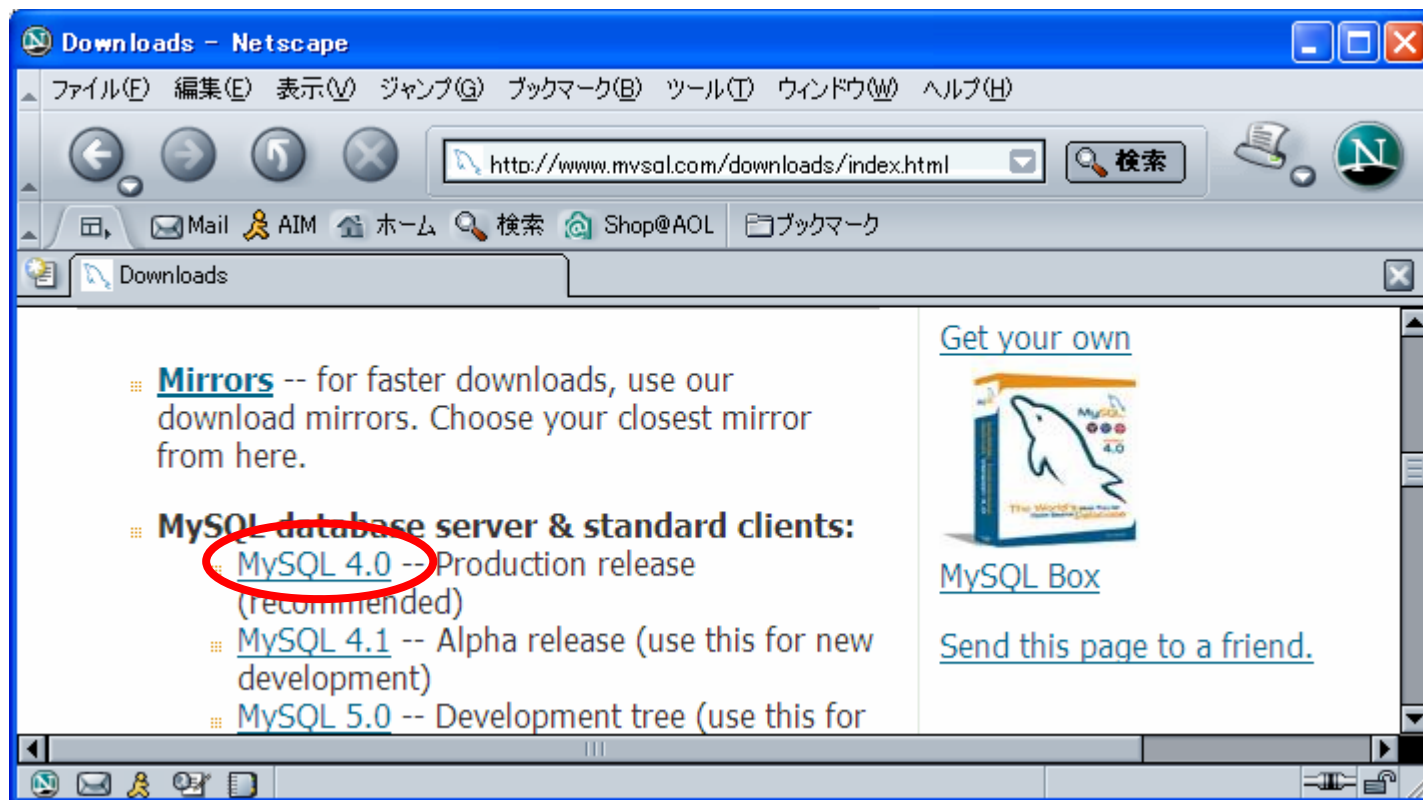 Downloads - Netscape
ファイル(F) 編集(E) 表示(V) ジャンプ(G) ブックマーク(B) ツール(T) ウィンドウ(W) ヘルプ(H)
http://www.mysql.com/downloads/index.html 検索
Mail AIM ホーム 検索 Shop@AOL ブックマーク
Downloads
Mirrors -- for faster downloads, use our
download mirrors. Choose your closest mirror
from here.
MySQL database server & standard clients:
MySQL 4.0 -- Production release
(recommended)
MySQL 4.1 -- Alpha release (use this for new
development)
MySQL 5.0 -- Development tree (use this for
Get your own
MySQL
4.0
The World's
Database
MySQL Box
Send this page to a friend.